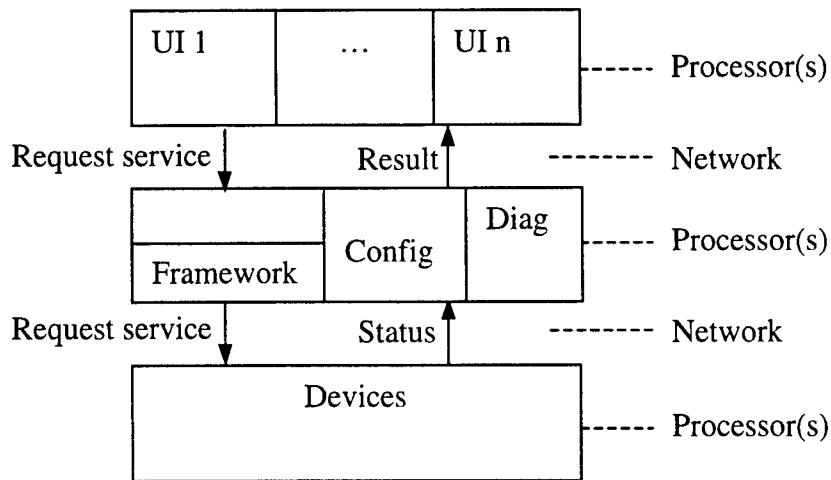 UI 1 ... UI n
Processor(s)
Request service Result Network
Diag
Config Processor(s)
Framework
Request service Status Network
Devices
Processor(s)